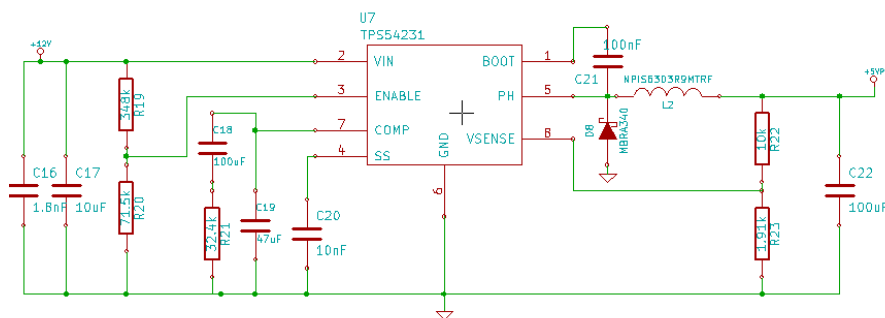 U7
TPS54231
+12V
2 VIN
3 ENABLE
7 COMP
4 SS
BOOT 1
PH 5
VSENSE 8
GND
6
348k
R19
71.5k
R20
C16
1.8nF
C17
10uF
C18
100uF
32.4k
R21
C19
47uF
C20
10nF
100nF
C21
NPIS63D3R9MTRF
L2
D8
MBRA340
+5VP
10k
R22
1.91k
R23
C22
100uF